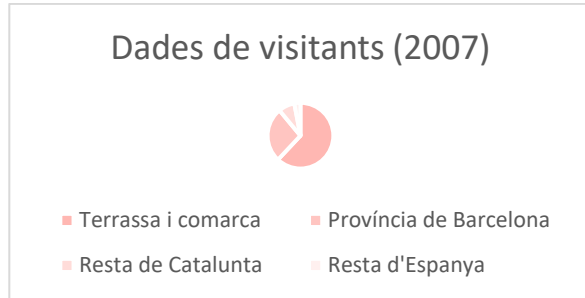 Dades de visitants (2007)
Terrassa i comarca
Província de Barcelona
Resta de Catalunta
Resta d'Espanya